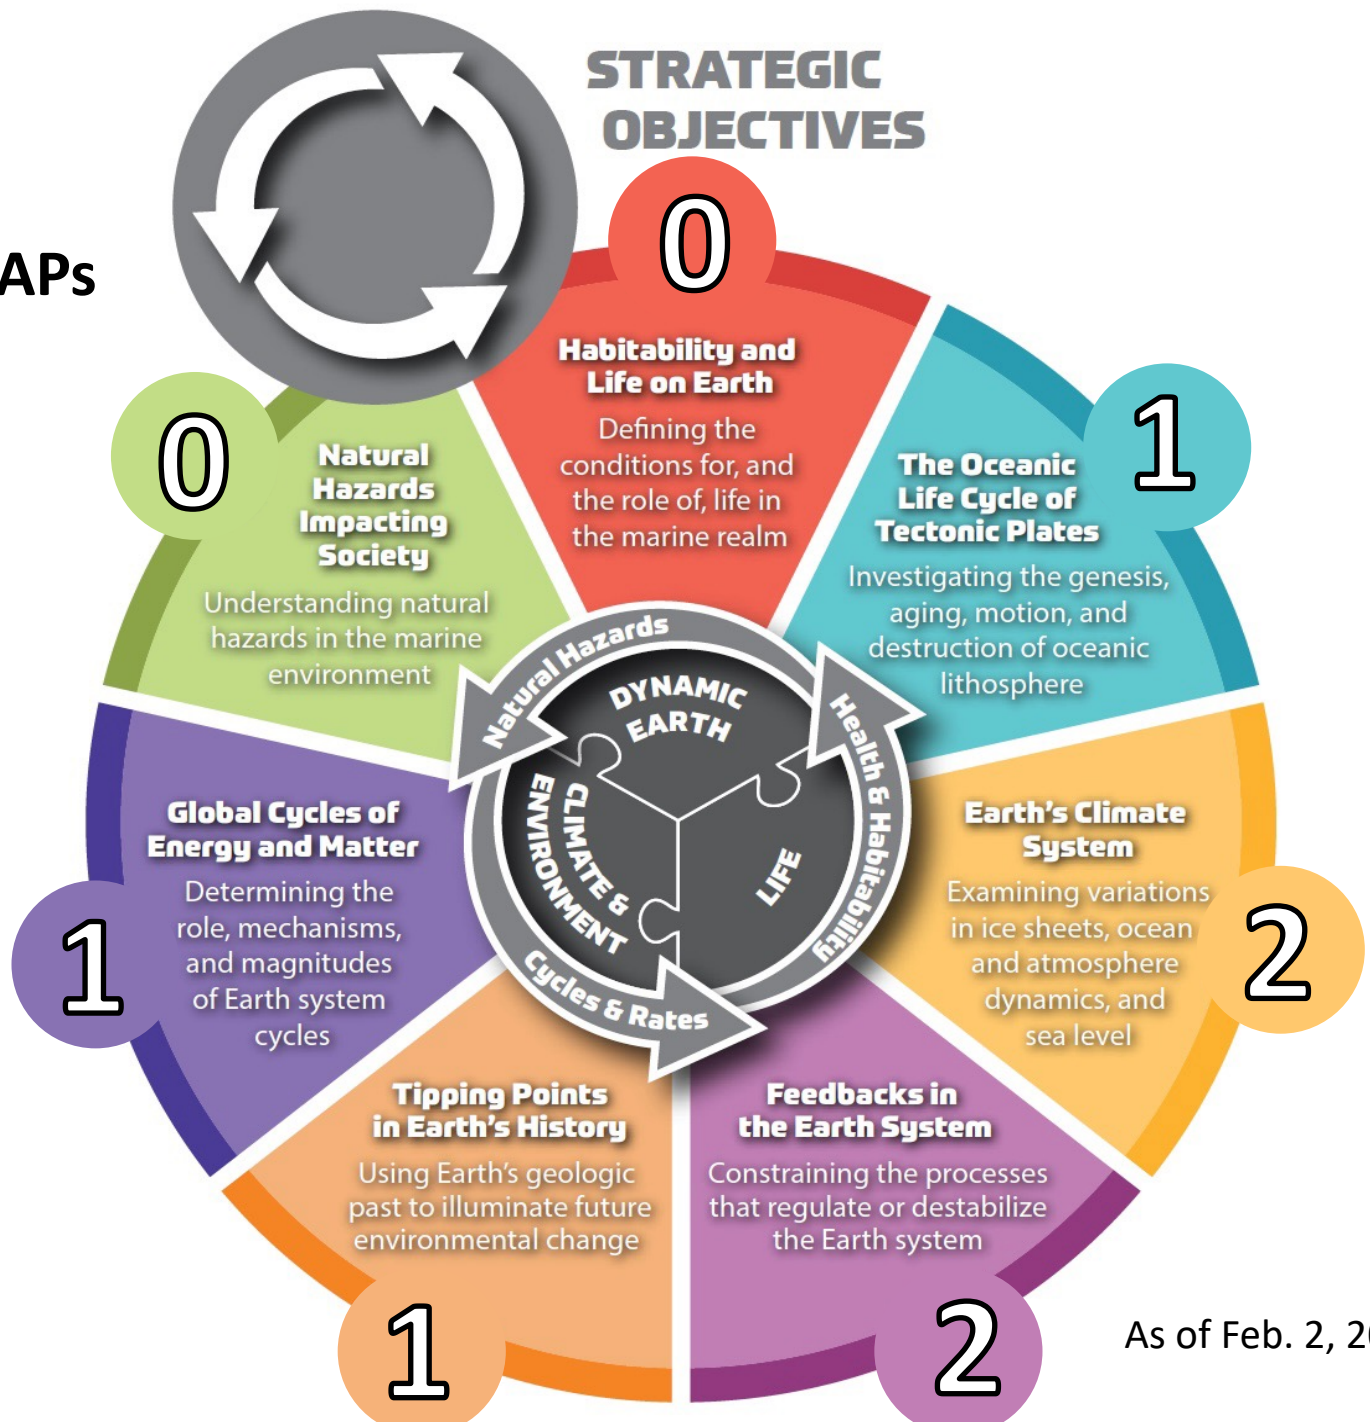 STRATEGIC
OBJECTIVES
APs
0
Habitability and
Life on Earth
Defining the
conditions for, and
the role of, life in
the marine realm
1
The Oceanic
Life Cycle of
Tectonic Plates
Investigating the genesis,
aging, motion, and
destruction of oceanic
lithosphere
2
Earth's Climate
System
Examining variations
in ice sheets, ocean
and atmosphere
dynamics, and
sea level
2
Feedbacks in
the Earth System
Constraining the processes
that regulate or destabilize
the Earth system
1
Tipping Points
in Earth's History
Using Earth's geologic
past to illuminate future
environmental change
1
Global Cycles of
Energy and Matter
Determining the
role, mechanisms,
and magnitudes
of Earth system
cycles
0
Natural
Hazards
Impacting
Society
Understanding natural
hazards in the marine
environment
Natural Hazards
Health & Habitability
Cycles & Rates
DYNAMIC
EARTH
LIFE
CLIMATE &
ENVIRONMENT
As of Feb. 2,